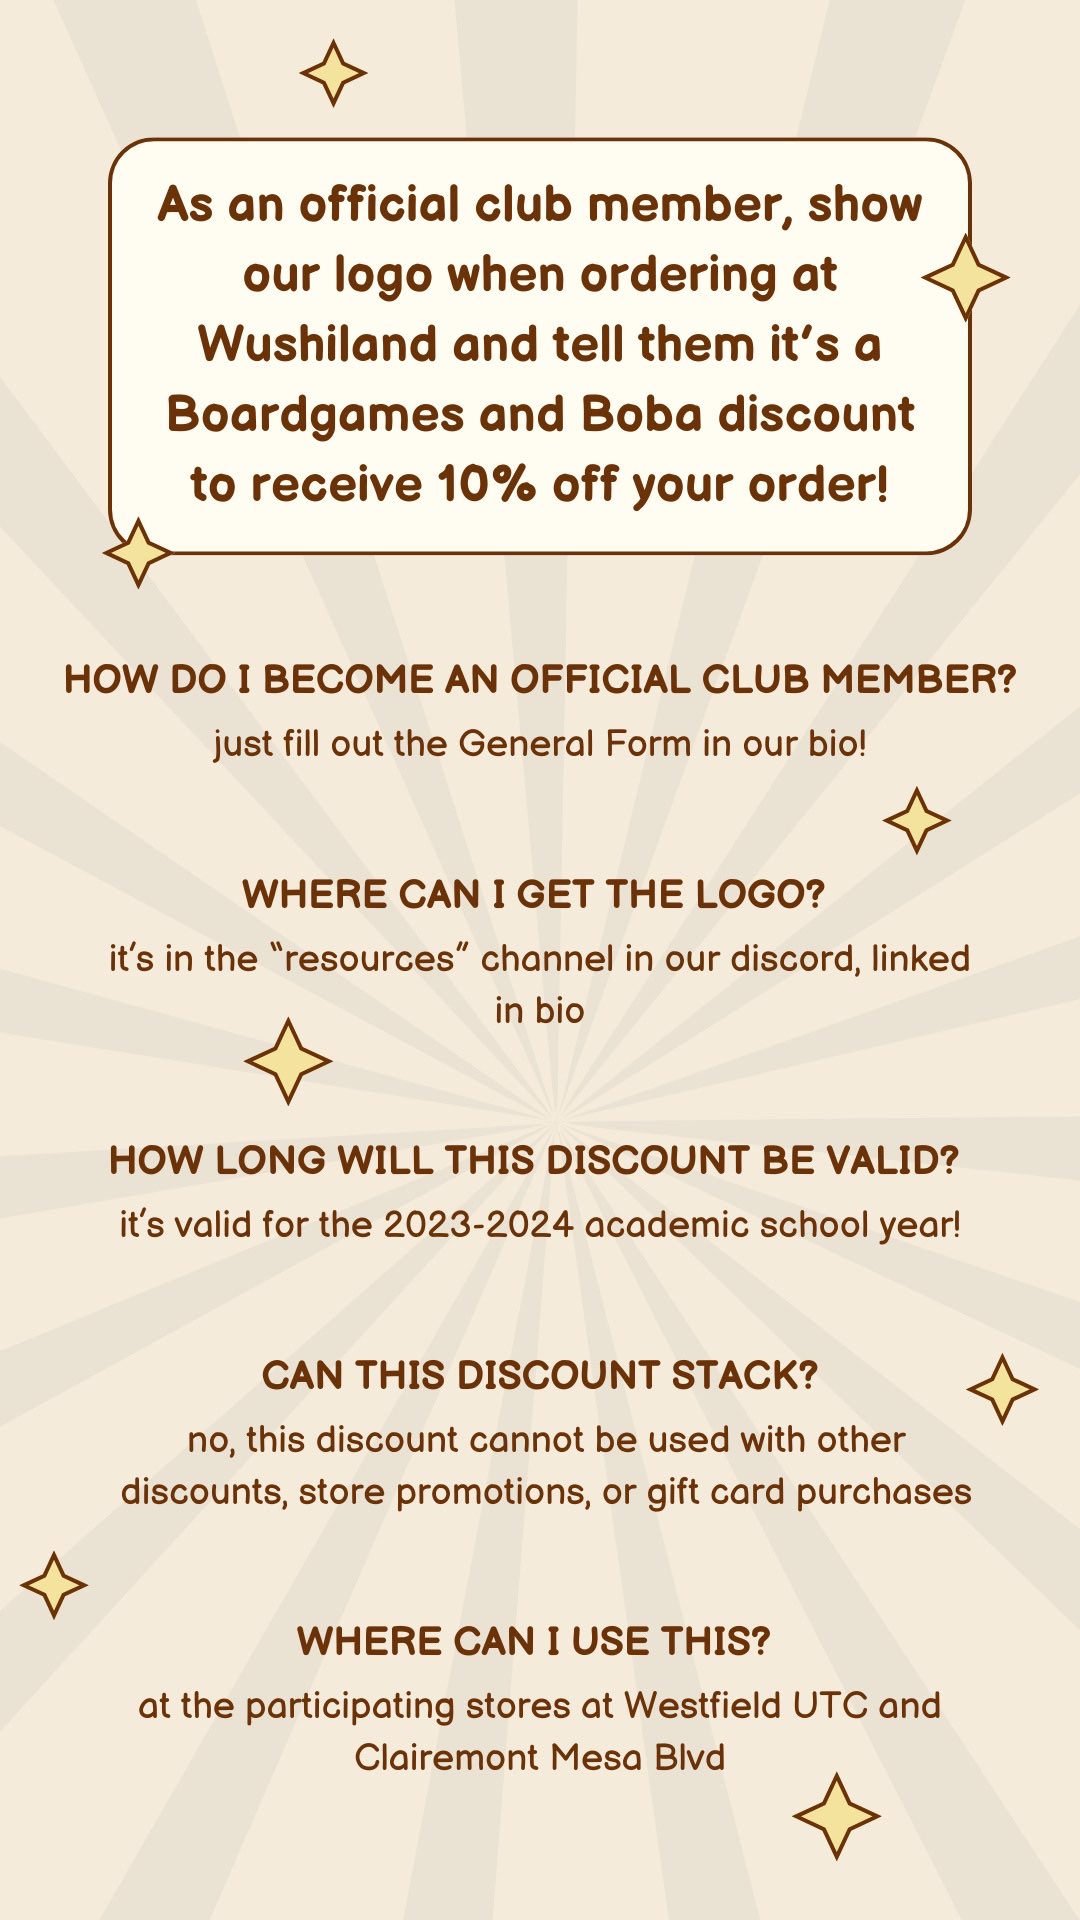 As an official club member, show
our logo when ordering at
Wushiland and tell them it's a
Boardgames and Boba discount
to receive 10% off your order!
HOW DO I BECOME AN OFFICIAL CLUB MEMBER?
just fill out the General Form in our bio!
WHERE CAN I GET THE LOGO?
it's in the "resources" channel in our discord, linked
in bio
HOW LONG WILL THIS DISCOUNT BE VALID?
it's valid for the 2023-2024 academic school year!
CAN THIS DISCOUNT STACK?
no, this discount cannot be used with other
discounts, store promotions, or gift card purchases
WHERE CAN I USE THIS?
at the participating stores at Westfield UTC and
Clairemont Mesa Blvd